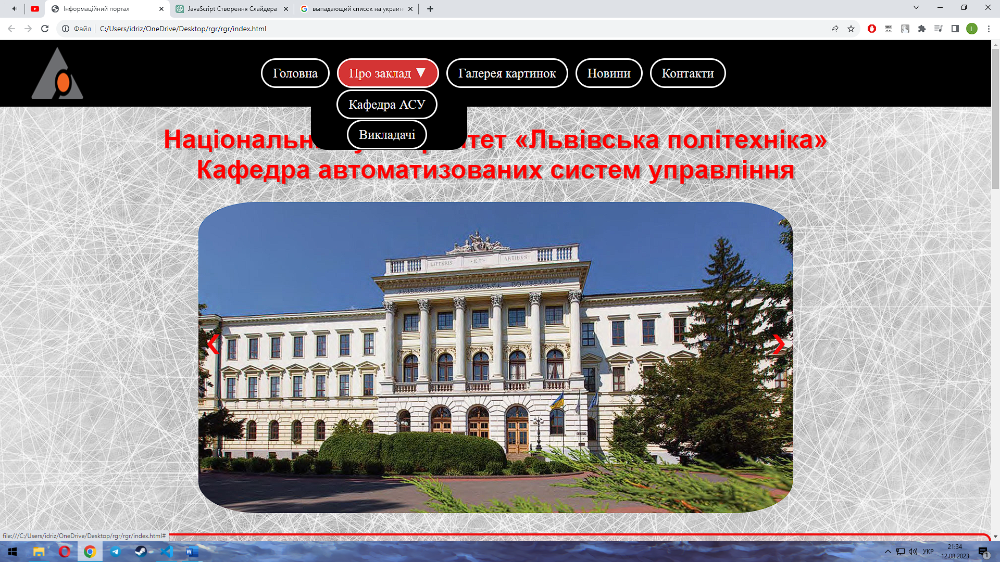 Інформаційний портал
JavaScript Створення Слайдера
выпадающий список на украин
Файл
C:/Users/idriz/OneDrive/Desktop/rgr/rgr/index.html
I
Головна
Про заклад ▼
Галерея картинок
Новини
Контакти
Кафедра АСУ
Викладачі
Національн тет «Львівська політехніка»
Кафедра автоматизованих систем управління
LITTERIS ·ET· ARTIBVS
file:///C:/Users/idriz/OneDrive/Desktop/rgr/rgr/index.html#
УКР
21:34
12.08.2023
1